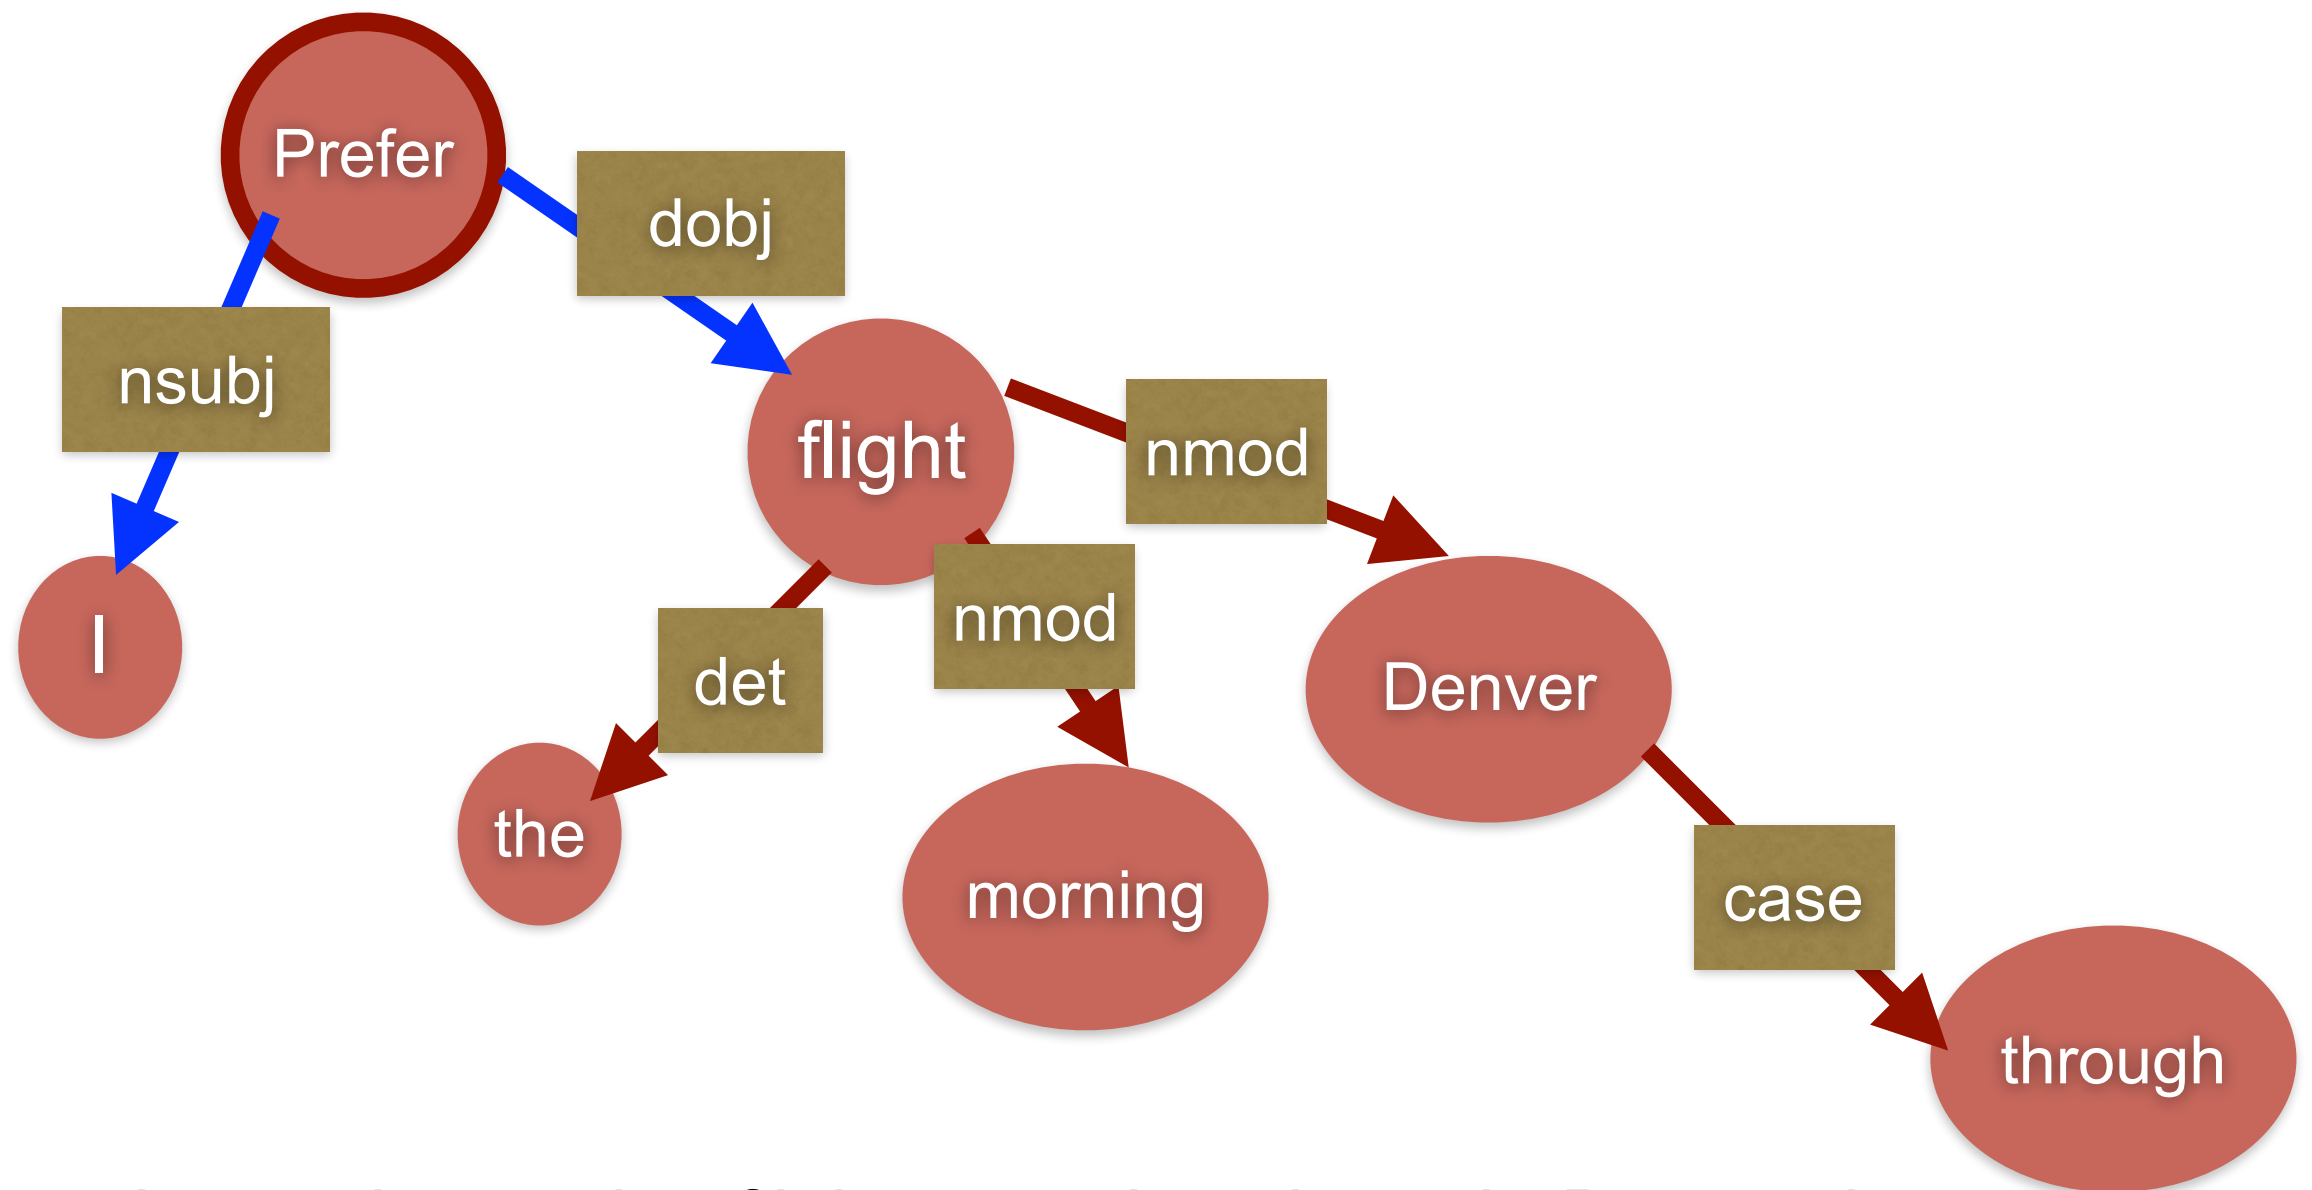 Prefer
dobj
nsubj
flight
nmod
I
nmod
det
Denver
the
morning
case
through